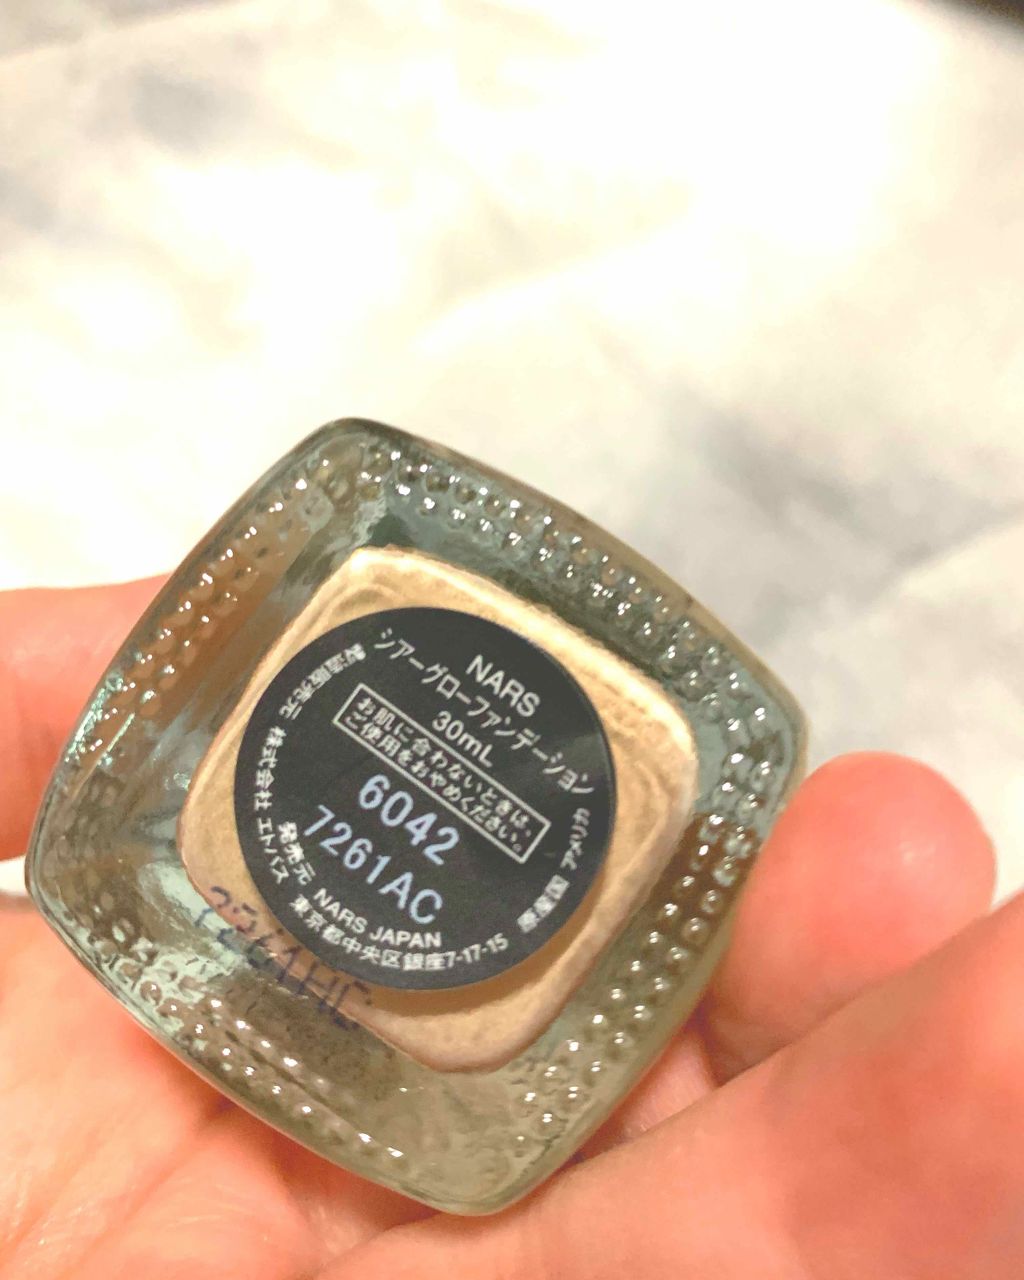 NARS
シアーグローファンデーション
30mL
お肌に合わないときは、
ご使用をおやめください。
6042
7261AC
原産国 アメリカ
発売元 NARS JAPAN
東京都中央区銀座7-17-15
製造販売元 株式会社 エトバス